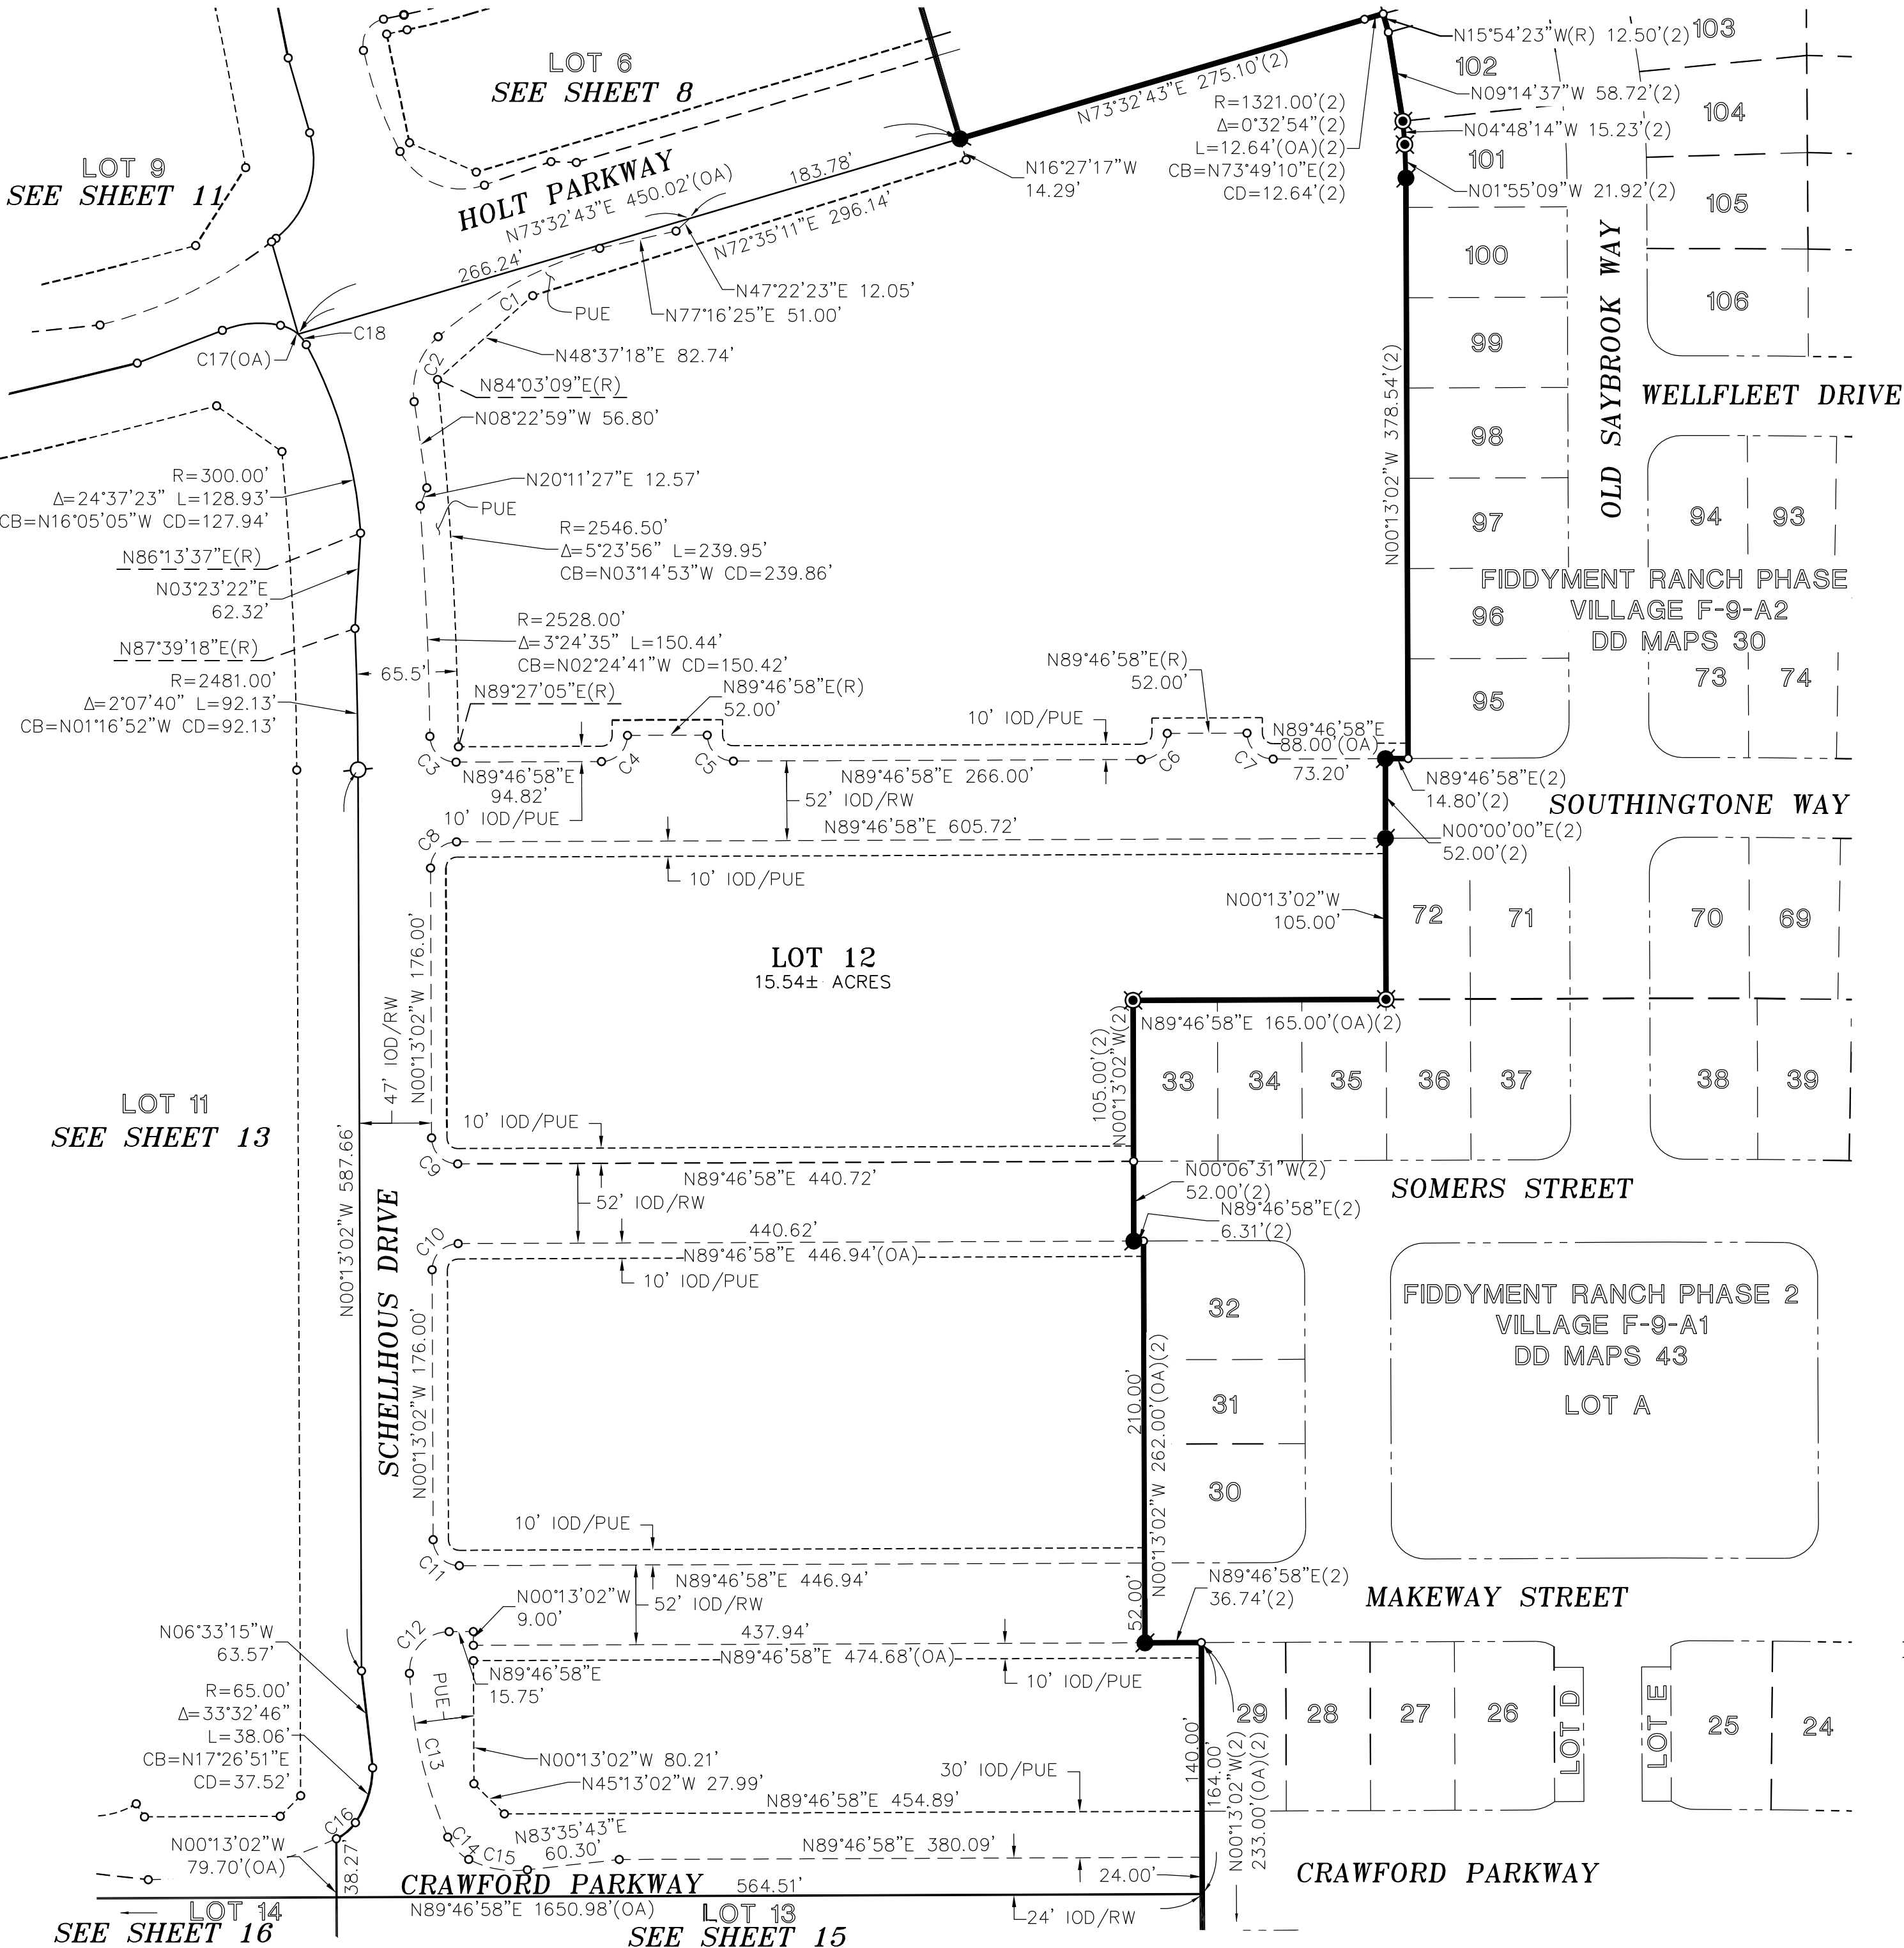 LOT 6
SEE SHEET 8
LOT 9
SEE SHEET 11
HOLT PARKWAY
N73°32'43"E 450.02'(OA)
183.78'
266.24'
N72°35'11"E 296.14'
N73°32'43"E 275.10'(2)
R=1321.00'(2)
Δ=0°32'54"(2)
L=12.64'(OA)(2)
CB=N73°49'10"E(2)
CD=12.64'(2)
N16°27'17"W
14.29'
N15°54'23"W(R) 12.50'(2)
N09°14'37"W 58.72'(2)
N04°48'14"W 15.23'(2)
N01°55'09"W 21.92'(2)
103
102
104
101
105
100
106
99
98
97
96
95
94
93
73
74
OLD SAYBROOK WAY
WELLFLEET DRIVE
N00°13'02"W 378.54'(2)
FIDDYMENT RANCH PHASE
VILLAGE F-9-A2
DD MAPS 30
C1
PUE
N47°22'23"E 12.05'
N77°16'25"E 51.00'
C18
C17(OA)
C2
N48°37'18"E 82.74'
N84°03'09"E(R)
N08°22'59"W 56.80'
N20°11'27"E 12.57'
PUE
R=300.00'
Δ=24°37'23" L=128.93'
CB=N16°05'05"W CD=127.94'
N86°13'37"E(R)
N03°23'22"E
62.32'
N87°39'18"E(R)
R=2481.00'
Δ=2°07'40" L=92.13'
CB=N01°16'52"W CD=92.13'
R=2546.50'
Δ=5°23'56" L=239.95'
CB=N03°14'53"W CD=239.86'
R=2528.00'
Δ=3°24'35" L=150.44'
CB=N02°24'41"W CD=150.42'
65.5'
N89°27'05"E(R)
N89°46'58"E(R)
52.00'
N89°46'58"E(R)
52.00'
10' IOD/PUE
N89°46'58"E
88.00'(OA)
C3
C4
C5
C6
C7
N89°46'58"E
94.82'
10' IOD/PUE
N89°46'58"E 266.00'
52' IOD/RW
73.20'
N89°46'58"E(2)
14.80'(2)
SOUTHINGTONE WAY
N00°00'00"E(2)
52.00'(2)
N89°46'58"E 605.72'
C8
10' IOD/PUE
N00°13'02"W
105.00'
72
71
70
69
LOT 12
15.54± ACRES
N00°13'02"W 176.00'
47' IOD/RW
N89°46'58"E 165.00'(OA)(2)
105.00'(2)
N00°13'02"W(2)
33
34
35
36
37
38
39
LOT 11
SEE SHEET 13
N00°13'02"W 587.66'
10' IOD/PUE
C9
N89°46'58"E 440.72'
52' IOD/RW
N00°06'31"W(2)
52.00'(2)
N89°46'58"E(2)
6.31'(2)
SOMERS STREET
C10
440.62'
N89°46'58"E 446.94'(OA)
10' IOD/PUE
SCHELLHOUS DRIVE
N00°13'02"W 176.00'
32
31
30
FIDDYMENT RANCH PHASE 2
VILLAGE F-9-A1
DD MAPS 43
LOT A
210.00'
N00°13'02"W 262.00'(OA)(2)
52.00'
10' IOD/PUE
C11
N89°46'58"E 446.94'
52' IOD/RW
N00°13'02"W
9.00'
N89°46'58"E(2)
36.74'(2)
MAKEWAY STREET
C12
437.94'
N89°46'58"E 474.68'(OA)
10' IOD/PUE
N89°46'58"E
15.75'
PUE
N06°33'15"W
63.57'
R=65.00'
Δ=33°32'46"
L=38.06'
CB=N17°26'51"E
CD=37.52'
C13
N00°13'02"W 80.21'
N45°13'02"W 27.99'
30' IOD/PUE
N89°46'58"E 454.89'
140.00'
164.00'
N00°13'02"W(2)
233.00'(OA)(2)
29
28
27
26
LOT D
LOT E
25
24
C16
C14
C15
N83°35'43"E
60.30'
N89°46'58"E 380.09'
24.00'
N00°13'02"W
79.70'(OA)
38.27'
CRAWFORD PARKWAY
564.51'
CRAWFORD PARKWAY
N89°46'58"E 1650.98'(OA)
24' IOD/RW
LOT 14
SEE SHEET 16
LOT 13
SEE SHEET 15